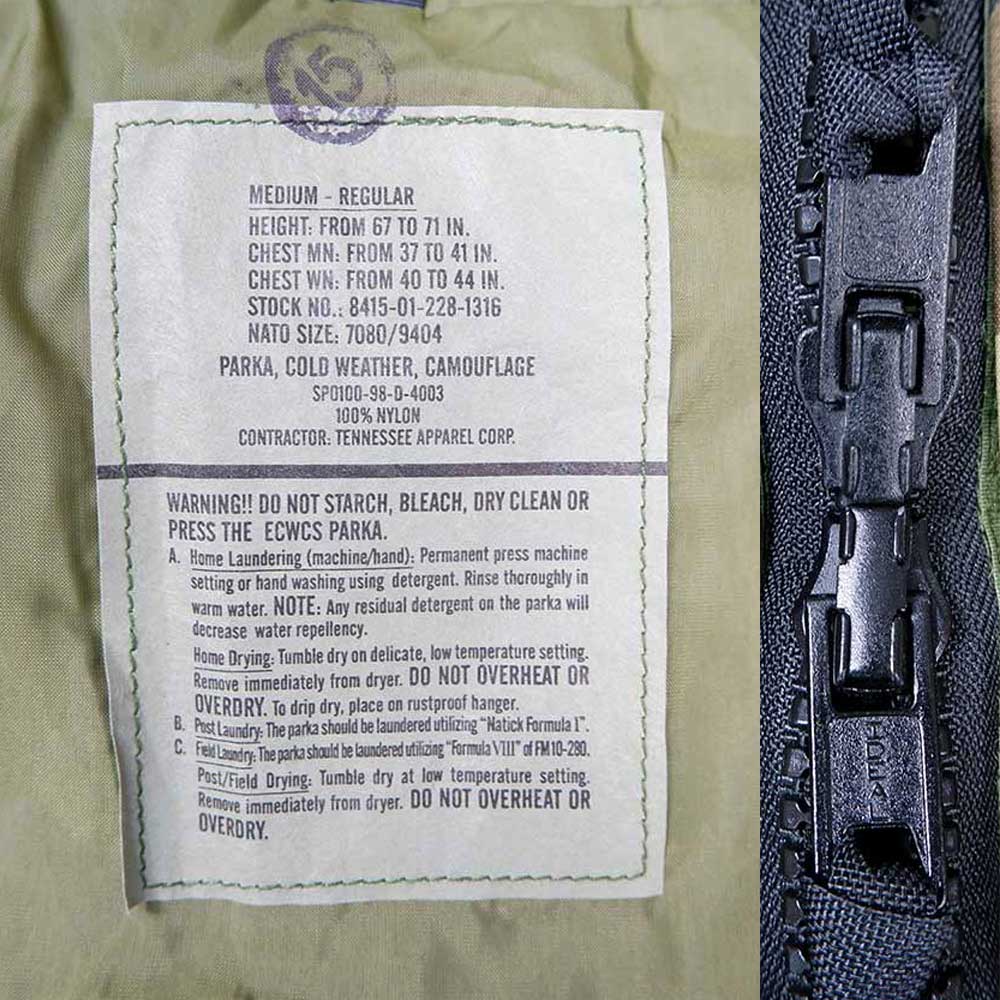 15
MEDIUM - REGULAR
HEIGHT: FROM 67 TO 71 IN.
CHEST MN: FROM 37 TO 41 IN.
CHEST WN: FROM 40 TO 44 IN.
STOCK NO.: 8415-01-228-1316
NATO SIZE: 7080/9404
PARKA, COLD WEATHER, CAMOUFLAGE
SPO100-98-D-4003
100% NYLON
CONTRACTOR: TENNESSEE APPAREL CORP.
WARNING!! DO NOT STARCH, BLEACH, DRY CLEAN OR
PRESS THE ECWCS PARKA.
A. Home Laundering (machine/hand): Permanent press machine
setting or hand washing using detergent. Rinse thoroughly in
warm water. NOTE: Any residual detergent on the parka will
decrease water repellency.
Home Drying: Tumble dry on delicate, low temperature setting.
Remove immediately from dryer. DO NOT OVERHEAT OR
OVERDRY. To drip dry, place on rustproof hanger.
B. Post Laundry: The parka should be laundered utilizing "Natick Formula I".
C. Field Laundry: The parka should be laundered utilizing "Formula VIII" of FM10-280.
Post/Field Drying: Tumble dry at low temperature setting.
Remove immediately from dryer. DO NOT OVERHEAT OR
OVERDRY.
IDEAL